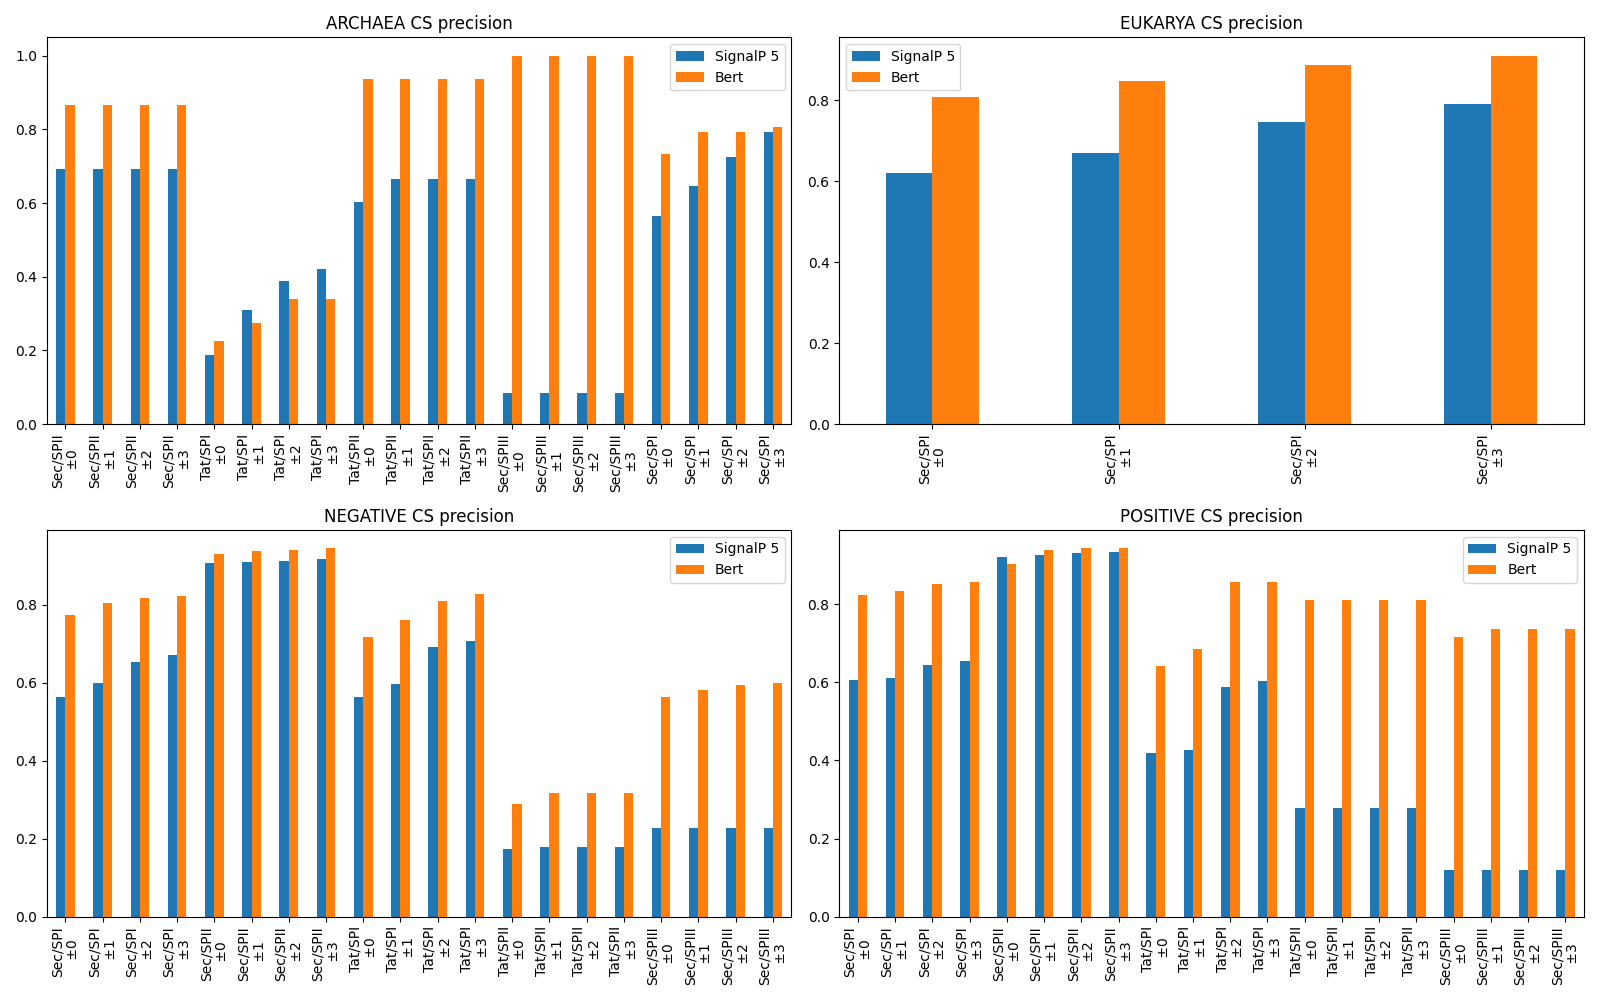 ARCHAEA CS precision
1.0
0.8
0.6
0.4
0.2
0.0
SignalP 5
Bert
Sec/SPII
±0
Sec/SPII
±1
Sec/SPII
±2
Sec/SPII
±3
Tat/SPI
±0
Tat/SPI
±1
Tat/SPI
±2
Tat/SPI
±3
Tat/SPII
±0
Tat/SPII
±1
Tat/SPII
±2
Tat/SPII
±3
Sec/SPIII
±0
Sec/SPIII
±1
Sec/SPIII
±2
Sec/SPIII
±3
Sec/SPI
±0
Sec/SPI
±1
Sec/SPI
±2
Sec/SPI
±3
EUKARYA CS precision
0.8
0.6
0.4
0.2
0.0
SignalP 5
Bert
Sec/SPI
±0
Sec/SPI
±1
Sec/SPI
±2
Sec/SPI
±3
NEGATIVE CS precision
0.8
0.6
0.4
0.2
0.0
SignalP 5
Bert
Sec/SPI
±0
Sec/SPI
±1
Sec/SPI
±2
Sec/SPI
±3
Sec/SPII
±0
Sec/SPII
±1
Sec/SPII
±2
Sec/SPII
±3
Tat/SPI
±0
Tat/SPI
±1
Tat/SPI
±2
Tat/SPI
±3
Tat/SPII
±0
Tat/SPII
±1
Tat/SPII
±2
Tat/SPII
±3
Sec/SPIII
±0
Sec/SPIII
±1
Sec/SPIII
±2
Sec/SPIII
±3
POSITIVE CS precision
0.8
0.6
0.4
0.2
0.0
SignalP 5
Bert
Sec/SPI
±0
Sec/SPI
±1
Sec/SPI
±2
Sec/SPI
±3
Sec/SPII
±0
Sec/SPII
±1
Sec/SPII
±2
Sec/SPII
±3
Tat/SPI
±0
Tat/SPI
±1
Tat/SPI
±2
Tat/SPI
±3
Tat/SPII
±0
Tat/SPII
±1
Tat/SPII
±2
Tat/SPII
±3
Sec/SPIII
±0
Sec/SPIII
±1
Sec/SPIII
±2
Sec/SPIII
±3